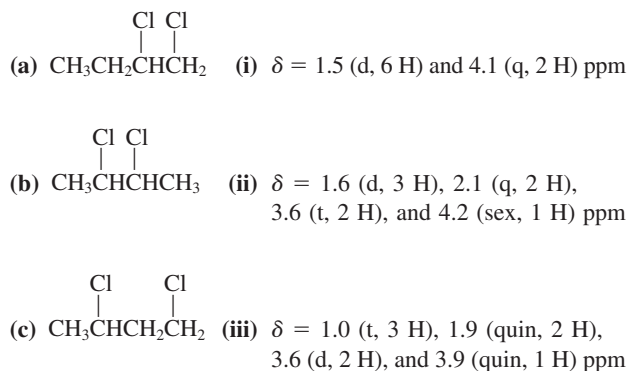 Cl Cl
(a) CH₃CH₂CHCH₂ (i) δ = 1.5 (d, 6 H) and 4.1 (q, 2 H) ppm
Cl Cl
(b) CH₃CHCHCH₃ (ii) δ = 1.6 (d, 3 H), 2.1 (q, 2 H),
3.6 (t, 2 H), and 4.2 (sex, 1 H) ppm
Cl Cl
(c) CH₃CHCH₂CH₂ (iii) δ = 1.0 (t, 3 H), 1.9 (quin, 2 H),
3.6 (d, 2 H), and 3.9 (quin, 1 H) ppm